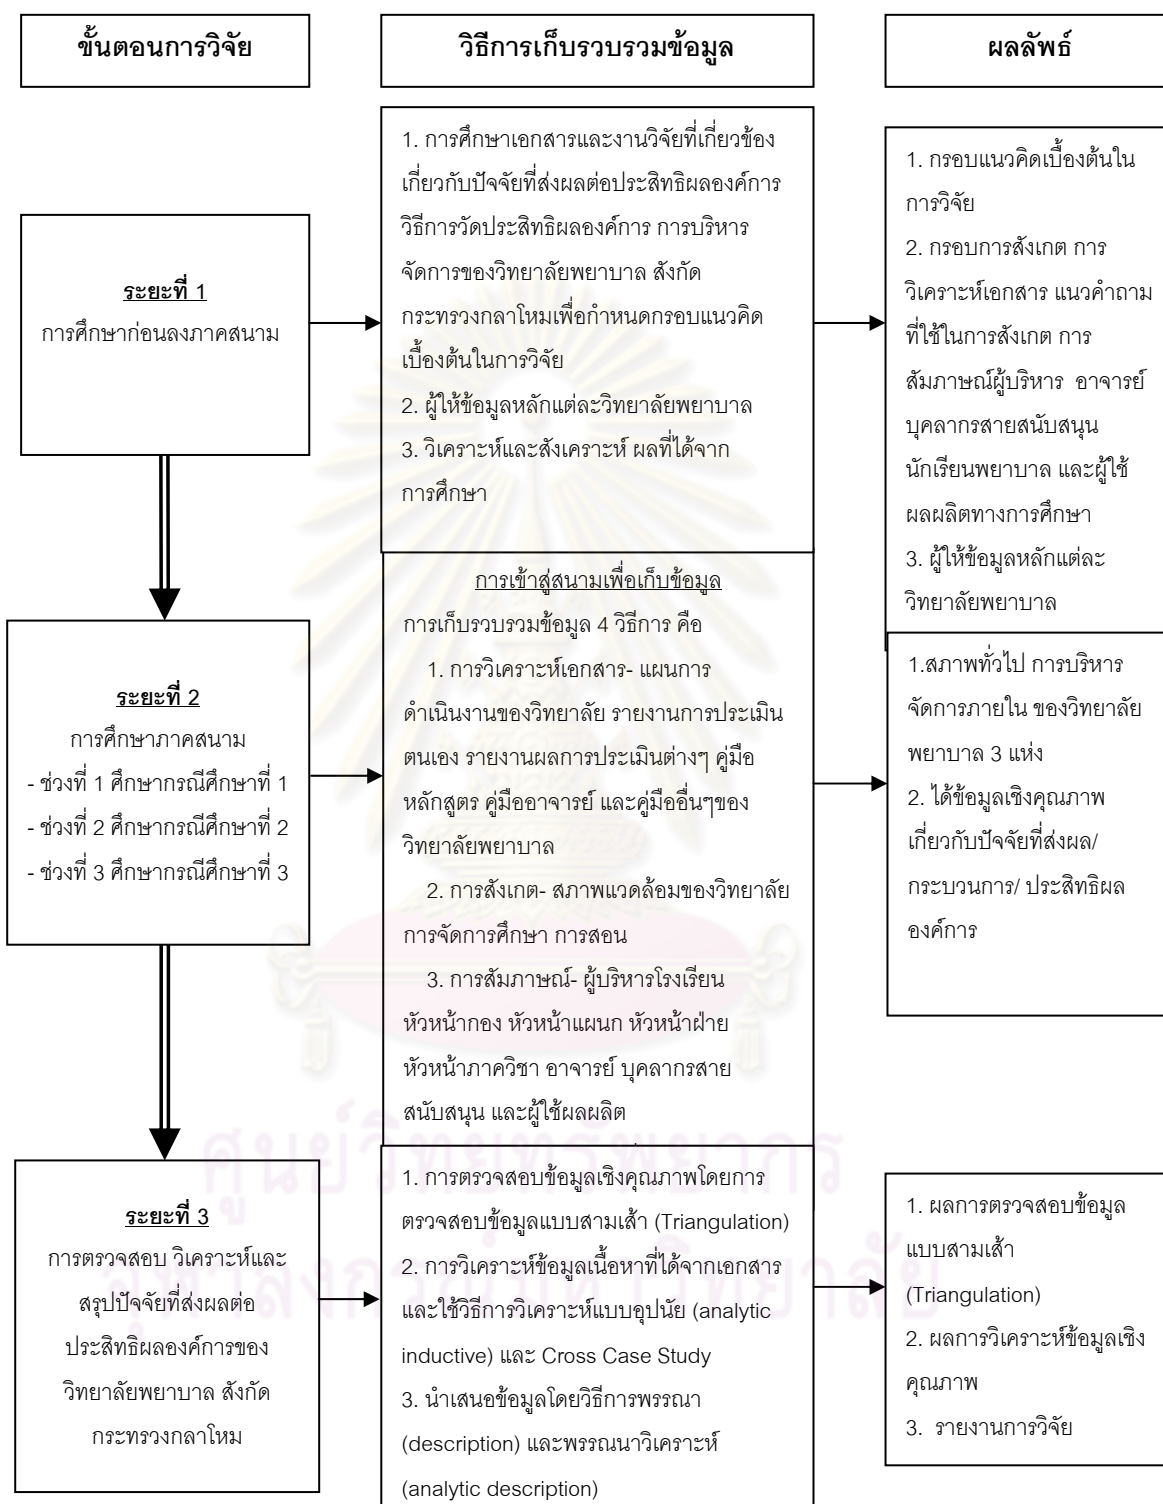 ขั้นตอนการวิจัย
วิธีการเก็บรวบรวมข้อมูล
ผลลัพธ์
ระยะที่ 1
การศึกษาก่อนลงภาคสนาม
1. การศึกษาเอกสารและงานวิจัยที่เกี่ยวข้อง
เกี่ยวกับปัจจัยที่ส่งผลต่อประสิทธิผลองค์การ
วิธีการวัดประสิทธิผลองค์การ การบริหาร
จัดการของวิทยาลัยพยาบาล สังกัด
กระทรวงกลาโหมเพื่อกำหนดกรอบแนวคิด
เบื้องต้นในการวิจัย
2. ผู้ให้ข้อมูลหลักแต่ละวิทยาลัยพยาบาล
3. วิเคราะห์และสังเคราะห์ ผลที่ได้จาก
การศึกษา
1. กรอบแนวคิดเบื้องต้นใน
การวิจัย
2. กรอบการสังเกต การ
วิเคราะห์เอกสาร แนวคำถาม
ที่ใช้ในการสังเกต การ
สัมภาษณ์ผู้บริหาร อาจารย์
บุคลากรสายสนับสนุน
นักเรียนพยาบาล และผู้ใช้
ผลผลิตทางการศึกษา
3. ผู้ให้ข้อมูลหลักแต่ละ
วิทยาลัยพยาบาล
ระยะที่ 2
การศึกษาภาคสนาม
- ช่วงที่ 1 ศึกษากรณีศึกษาที่ 1
- ช่วงที่ 2 ศึกษากรณีศึกษาที่ 2
- ช่วงที่ 3 ศึกษากรณีศึกษาที่ 3
การเข้าสู่สนามเพื่อเก็บข้อมูล
การเก็บรวบรวมข้อมูล 4 วิธีการ คือ
1. การวิเคราะห์เอกสาร- แผนการ
ดำเนินงานของวิทยาลัย รายงานการประเมิน
ตนเอง รายงานผลการประเมินต่างๆ คู่มือ
หลักสูตร คู่มืออาจารย์ และคู่มืออื่นๆของ
วิทยาลัยพยาบาล
2. การสังเกต- สภาพแวดล้อมของวิทยาลัย
การจัดการศึกษา การสอน
3. การสัมภาษณ์- ผู้บริหารโรงเรียน
หัวหน้ากอง หัวหน้าแผนก หัวหน้าฝ่าย
หัวหน้าภาควิชา อาจารย์ บุคลากรสาย
สนับสนุน และผู้ใช้ผลผลิต
1.สภาพทั่วไป การบริหาร
จัดการภายใน ของวิทยาลัย
พยาบาล 3 แห่ง
2. ได้ข้อมูลเชิงคุณภาพ
เกี่ยวกับปัจจัยที่ส่งผล/
กระบวนการ/ ประสิทธิผล
องค์การ
ระยะที่ 3
การตรวจสอบ วิเคราะห์และ
สรุปปัจจัยที่ส่งผลต่อ
ประสิทธิผลองค์การของ
วิทยาลัยพยาบาล สังกัด
กระทรวงกลาโหม
1. การตรวจสอบข้อมูลเชิงคุณภาพโดยการ
ตรวจสอบข้อมูลแบบสามเส้า (Triangulation)
2. การวิเคราะห์ข้อมูลเนื้อหาที่ได้จากเอกสาร
และใช้วิธีการวิเคราะห์แบบอุปนัย (analytic
inductive) และ Cross Case Study
3. นำเสนอข้อมูลโดยวิธีการพรรณา
(description) และพรรณนาวิเคราะห์
(analytic description)
1. ผลการตรวจสอบข้อมูล
แบบสามเส้า
(Triangulation)
2. ผลการวิเคราะห์ข้อมูลเชิง
คุณภาพ
3. รายงานการวิจัย
ศูนย์วิทยทรัพยากร
จุฬาลงกรณ์มหาวิทยาลัย